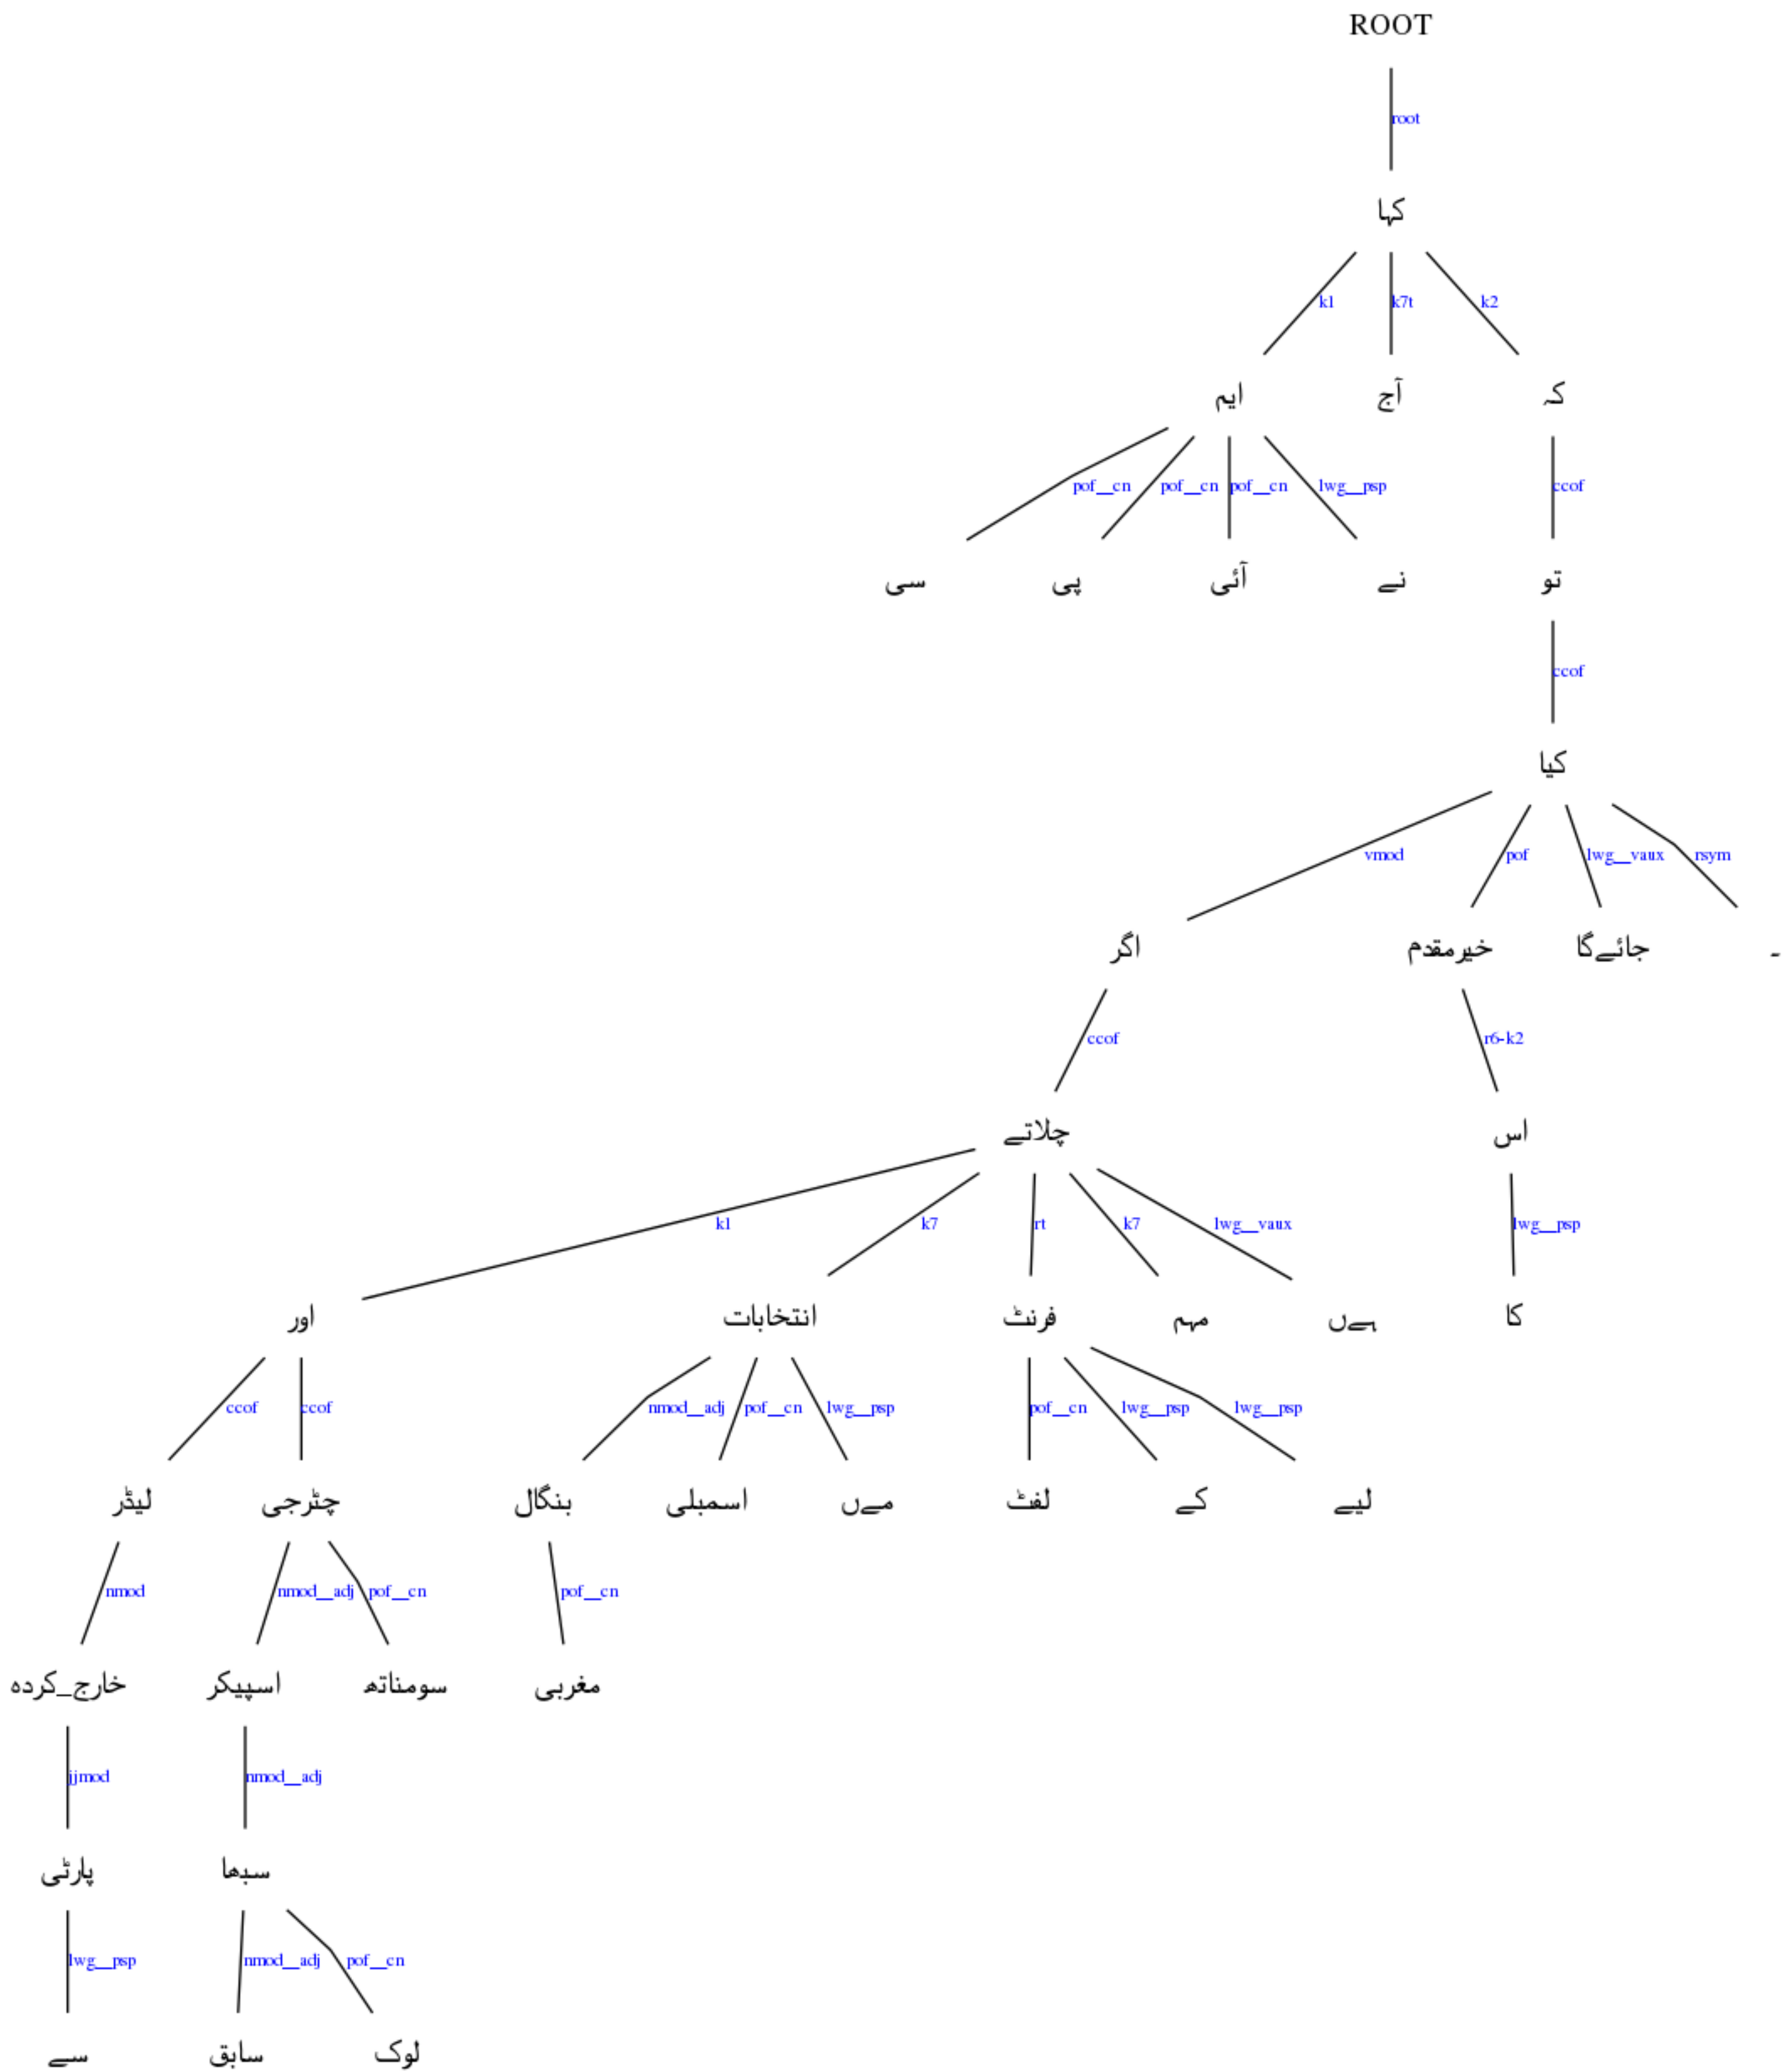 ROOT
root
کہا
k1 k7t k2
ایم آج کہ
pof__cn pof__cn pof__cn lwg__psp ccof
سی پی آئی نے تو
ccof
کیا
vmod pof lwg__vaux rsym
اگر خیرمقدم جائےگا ۔
ccof r6-k2
چلاتے اس
k1 k7 rt k7 lwg__vaux lwg__psp
اور انتخابات فرنٹ مہم ہےں کا
ccof ccof nmod__adj pof__cn lwg__psp pof__cn lwg__psp lwg__psp
لیڈر چٹرجی بنگال اسمبلی مےں لفٹ کے لیے
nmod nmod__adj pof__cn pof__cn
خارج_کردہ اسپیکر سومناتھ مغربی
jjmod nmod__adj
پارٹی سبھا
lwg__psp nmod__adj pof__cn
سے سابق لوک